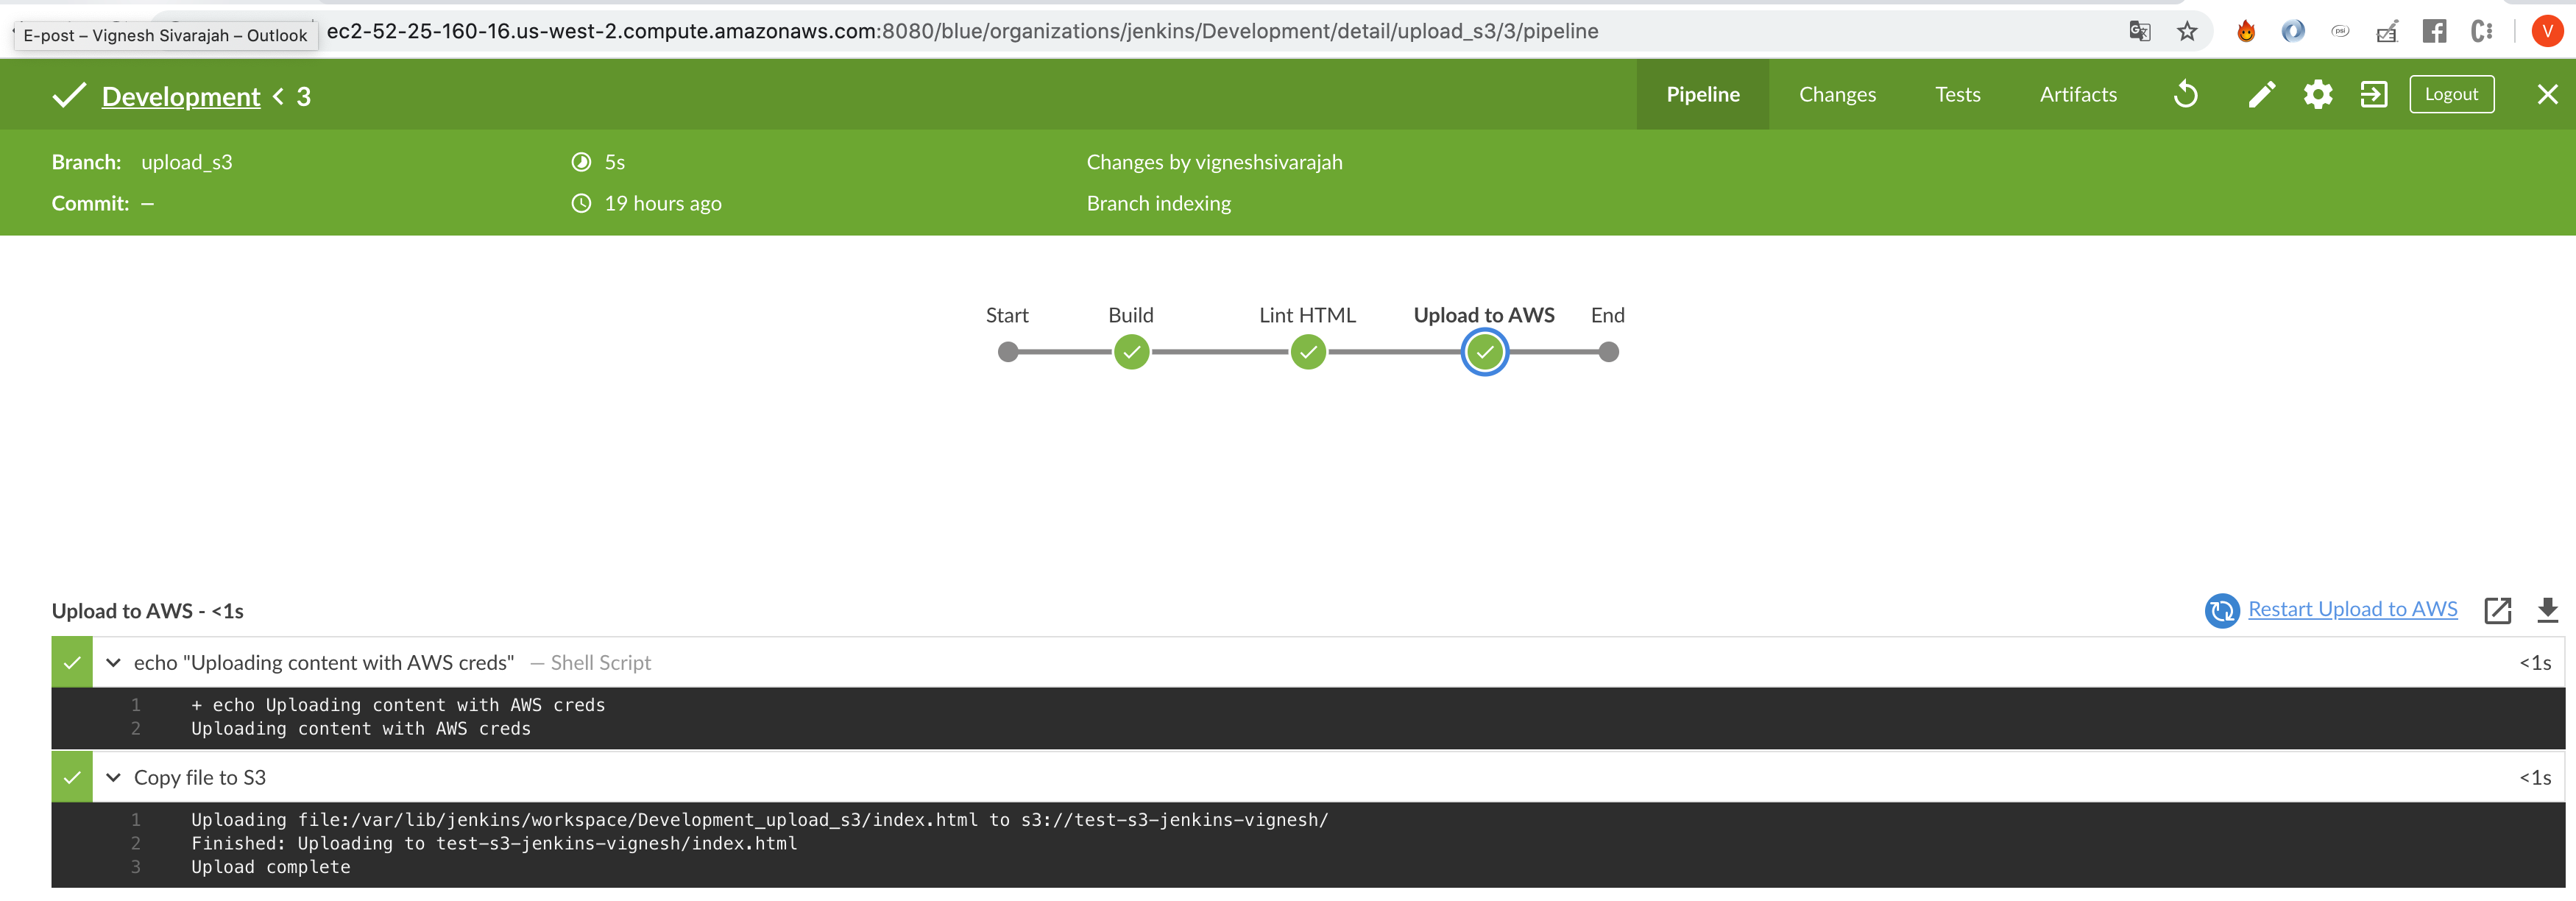 E-post – Vignesh Sivarajah – Outlook
ec2-52-25-160-16.us-west-2.compute.amazonaws.com:8080/blue/organizations/jenkins/Development/detail/upload_s3/3/pipeline
V
Development < 3
Pipeline Changes Tests Artifacts Logout
Branch: upload_s3 5s Changes by vigneshsivarajah
Commit: — 19 hours ago Branch indexing
Start Build Lint HTML Upload to AWS End
Upload to AWS - <1s Restart Upload to AWS
echo "Uploading content with AWS creds" — Shell Script <1s
1 + echo Uploading content with AWS creds
2 Uploading content with AWS creds
Copy file to S3 <1s
1 Uploading file:/var/lib/jenkins/workspace/Development_upload_s3/index.html to s3://test-s3-jenkins-vignesh/
2 Finished: Uploading to test-s3-jenkins-vignesh/index.html
3 Upload complete